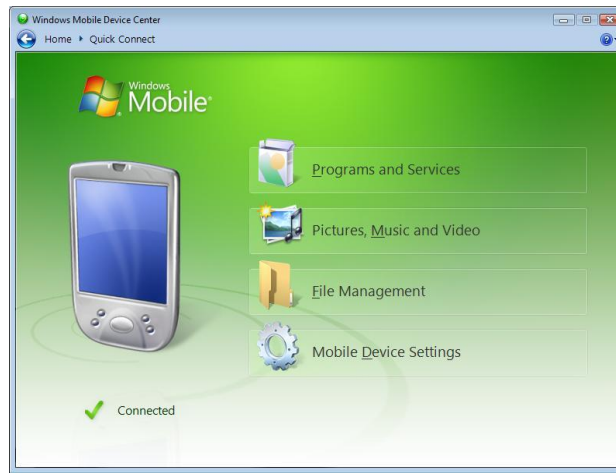 Windows Mobile Device Center
Home Quick Connect
Windows
Mobile®
Programs and Services
Pictures, Music and Video
File Management
Mobile Device Settings
Connected